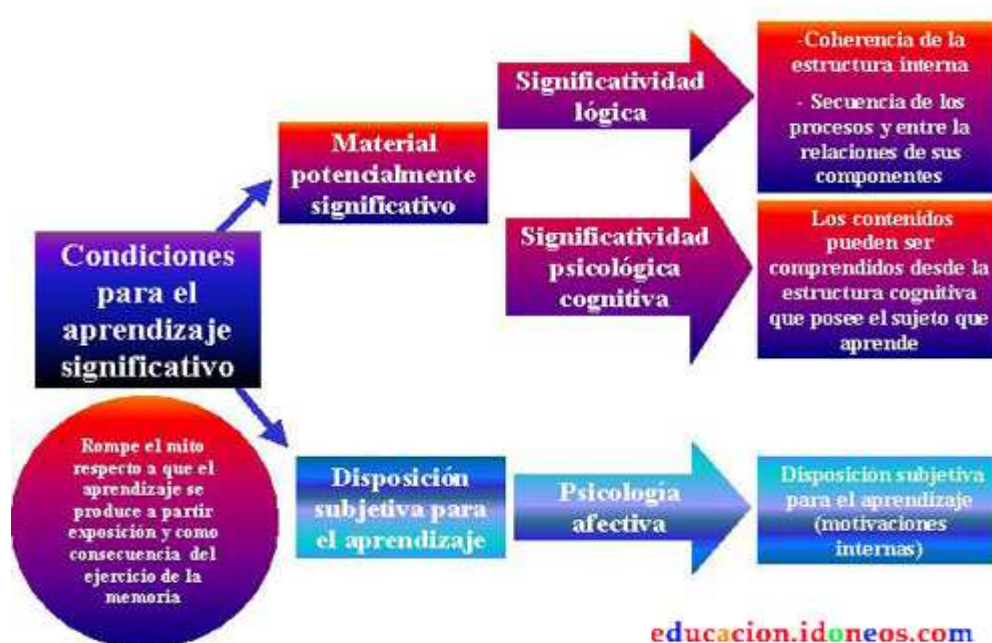 Condiciones
para el
aprendizaje
significativo
Rompe el mito
respecto a que el
aprendizaje se
produce a partir
exposición y como
consecuencia del
ejercicio de la
memoria
Material
potencialmente
significativo
Significatividad
lógica
-Coherencia de la
estructura interna
- Secuencia de los
procesos y entre la
relaciones de sus
componentes
Significatividad
psicológica
cognitiva
Los contenidos
pueden ser
comprendidos desde la
estructura cognitiva
que posee el sujeto que
aprende
Disposición
subjetiva para
el aprendizaje
Psicología
afectiva
Disposición subjetiva
para el aprendizaje
(motivaciones
internas)
educacion.idoneos.com